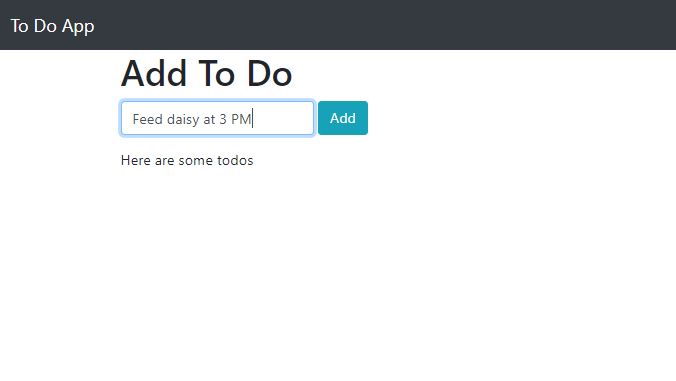 To Do App
Add To Do
Feed daisy at 3 PM
Add
Here are some todos